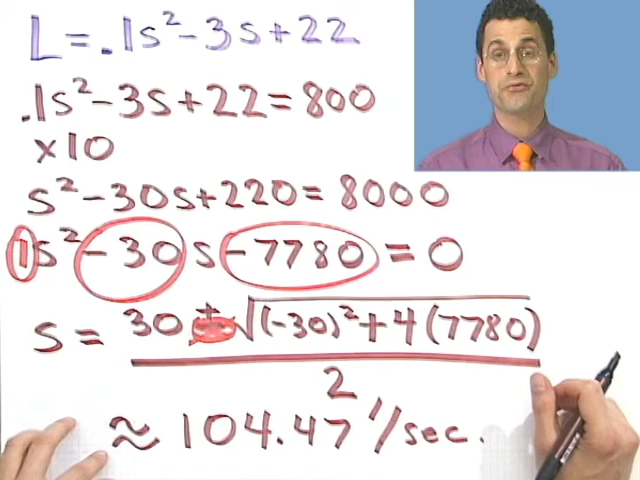 L = .1s² - 3s + 22
.1s² - 3s + 22 = 800
x10
s² - 30s + 220 = 8000
1s² - 30s - 7780 = 0
s = 30 ± √(-30)² + 4(7780)
2
≈ 104.47'/sec.